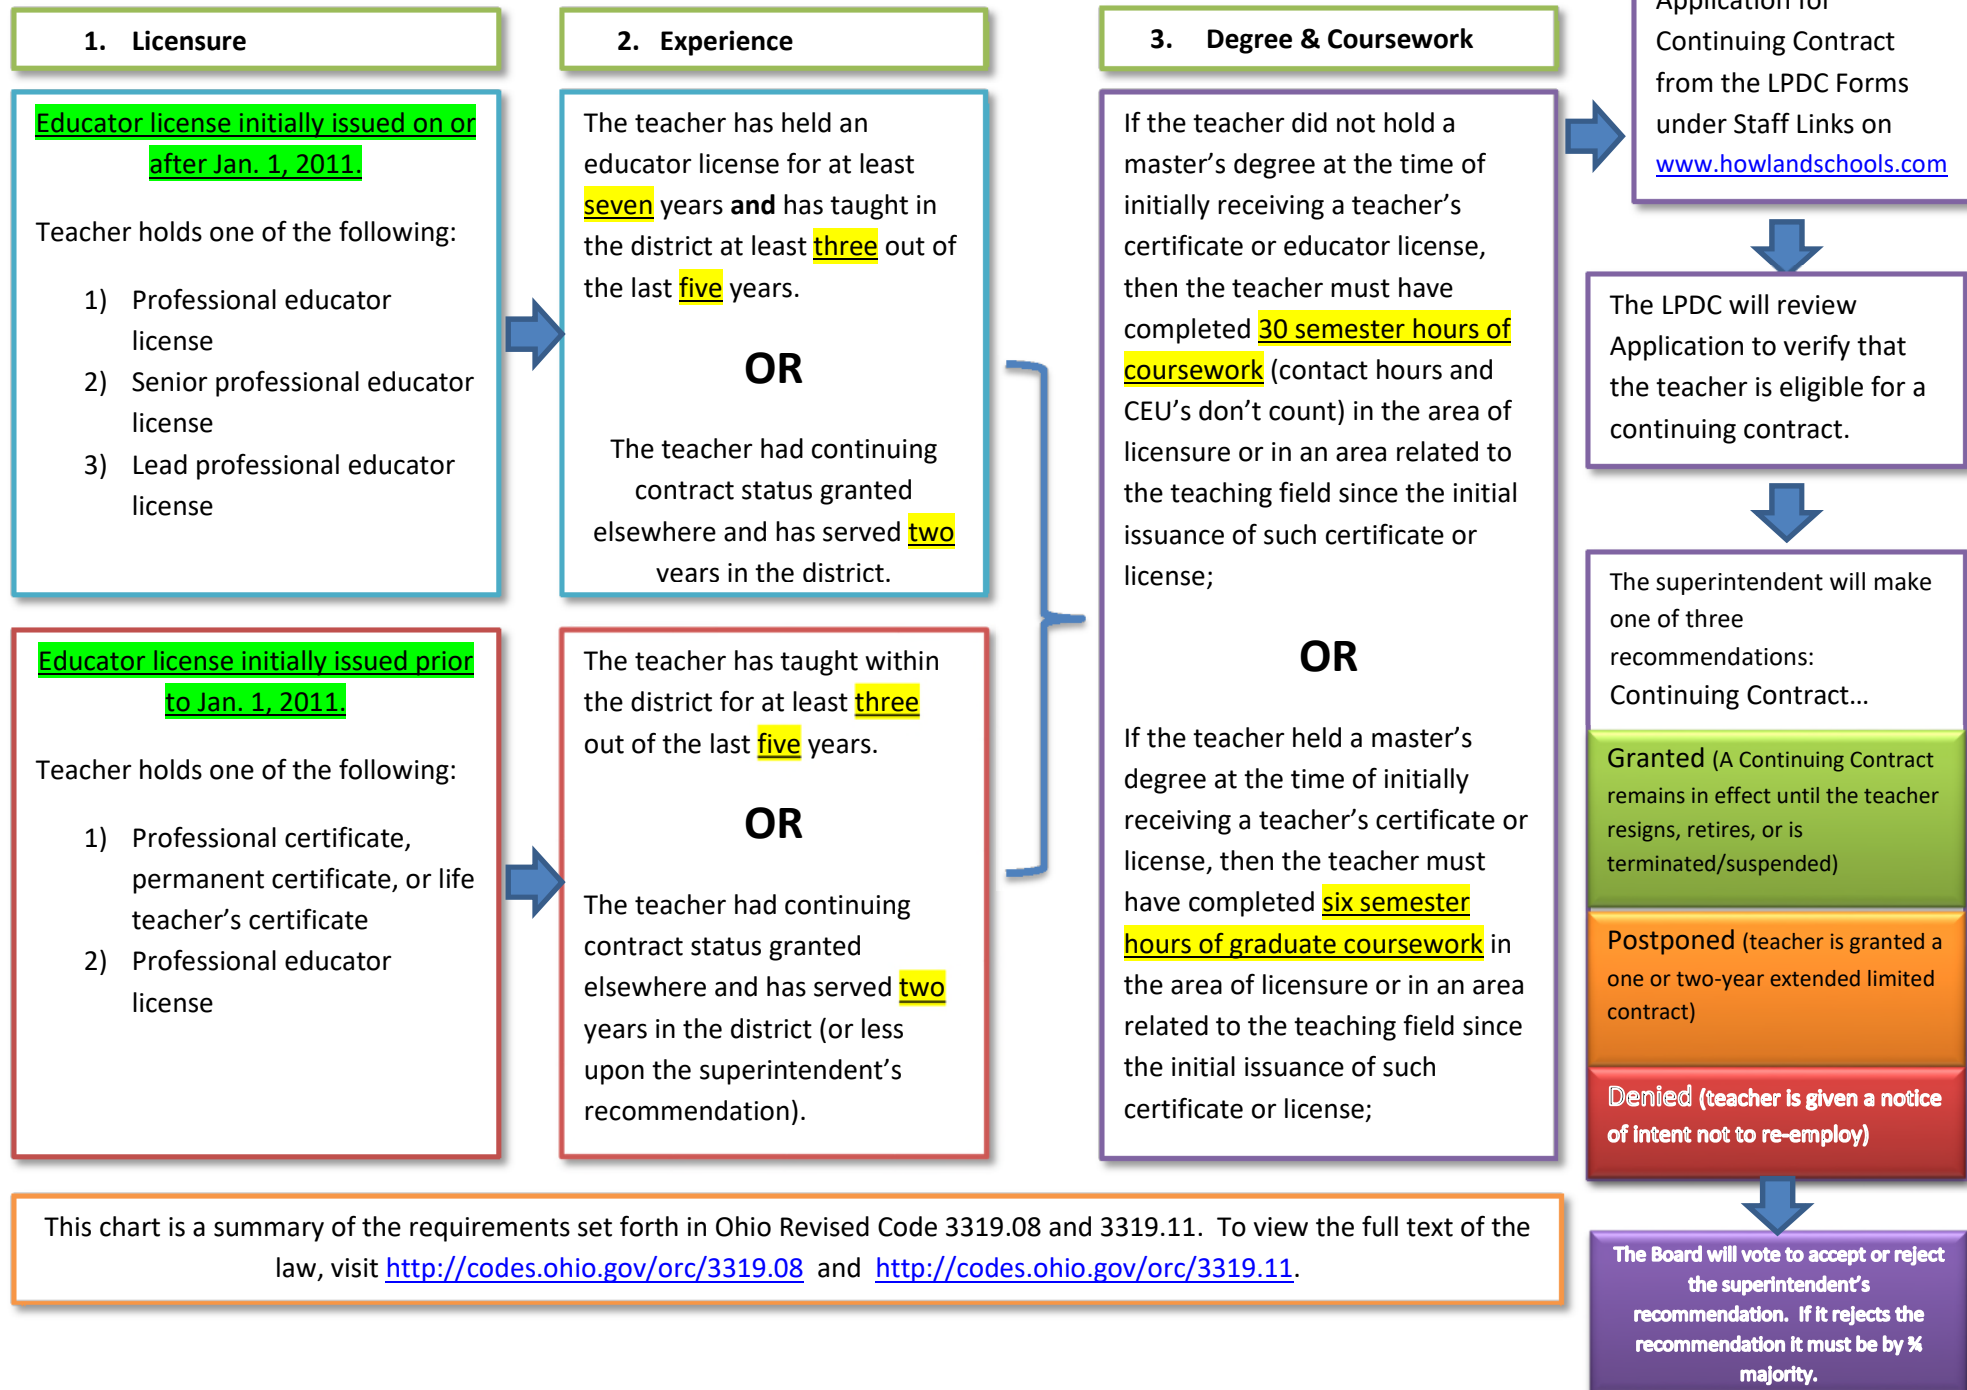 1. Licensure
Educator license initially issued on or
after Jan. 1, 2011.
Teacher holds one of the following:
1) Professional educator
license
2) Senior professional educator
license
3) Lead professional educator
license
Educator license initially issued prior
to Jan. 1, 2011.
Teacher holds one of the following:
1) Professional certificate,
permanent certificate, or life
teacher’s certificate
2) Professional educator
license
2. Experience
The teacher has held an
educator license for at least
seven years and has taught in
the district at least three out of
the last five years.
OR
The teacher had continuing
contract status granted
elsewhere and has served two
years in the district.
The teacher has taught within
the district for at least three
out of the last five years.
OR
The teacher had continuing
contract status granted
elsewhere and has served two
years in the district (or less
upon the superintendent’s
recommendation).
3. Degree & Coursework
If the teacher did not hold a
master’s degree at the time of
initially receiving a teacher’s
certificate or educator license,
then the teacher must have
completed 30 semester hours of
coursework (contact hours and
CEU’s don’t count) in the area of
licensure or in an area related to
the teaching field since the initial
issuance of such certificate or
license;
OR
If the teacher held a master’s
degree at the time of initially
receiving a teacher’s certificate or
license, then the teacher must
have completed six semester
hours of graduate coursework in
the area of licensure or in an area
related to the teaching field since
the initial issuance of such
certificate or license;
Application for
Continuing Contract
from the LPDC Forms
under Staff Links on
www.howlandschools.com
The LPDC will review
Application to verify that
the teacher is eligible for a
continuing contract.
The superintendent will make
one of three
recommendations:
Continuing Contract…
Granted (A Continuing Contract
remains in effect until the teacher
resigns, retires, or is
terminated/suspended)
Postponed (teacher is granted a
one or two-year extended limited
contract)
Denied (teacher is given a notice
of intent not to re-employ)
The Board will vote to accept or reject
the superintendent’s
recommendation. If it rejects the
recommendation it must be by ¾
majority.
This chart is a summary of the requirements set forth in Ohio Revised Code 3319.08 and 3319.11. To view the full text of the
law, visit http://codes.ohio.gov/orc/3319.08 and http://codes.ohio.gov/orc/3319.11.